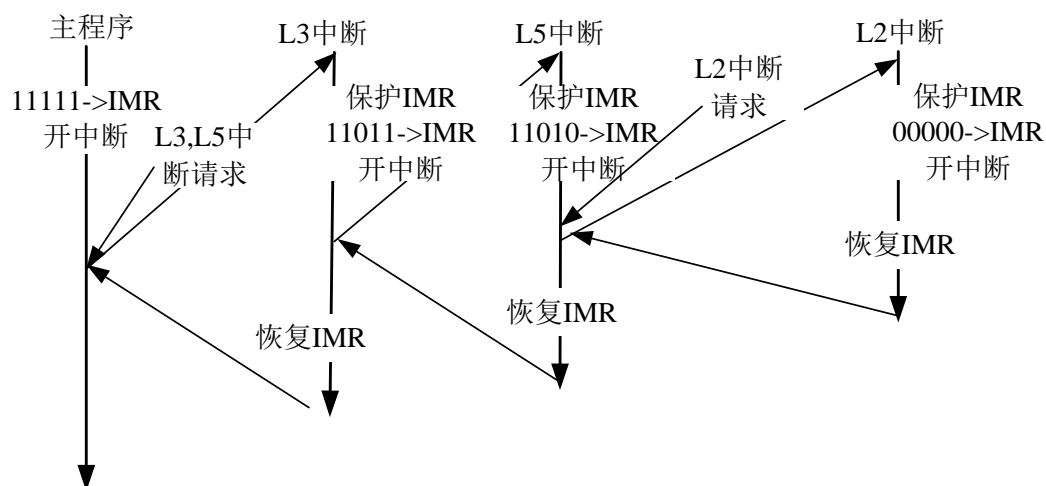 主程序
11111->IMR
开中断
L3,L5中
断请求
L3中断
保护IMR
11011->IMR
开中断
恢复IMR
L5中断
保护IMR
11010->IMR
开中断
恢复IMR
L2中断
请求
L2中断
保护IMR
00000->IMR
开中断
恢复IMR